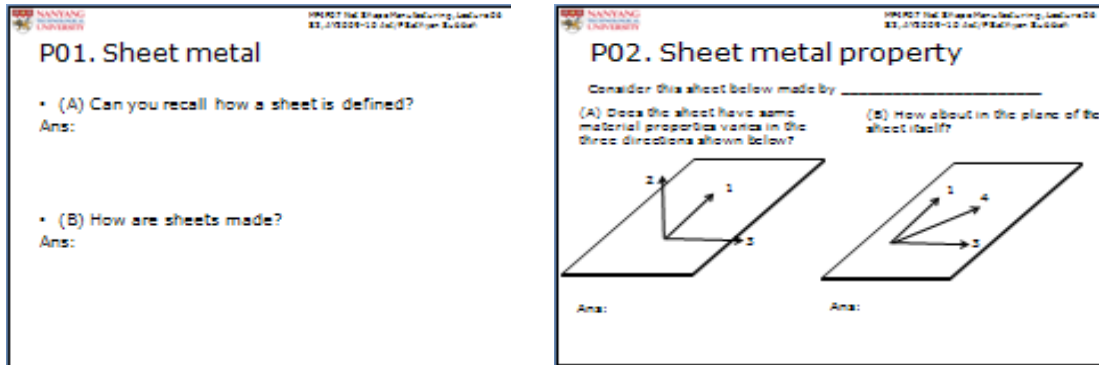 NANYANG
TECHNOLOGICAL
UNIVERSITY
P01. Sheet metal
• (A) Can you recall how a sheet is defined?
Ans:
• (B) How are sheets made?
Ans:
NANYANG
TECHNOLOGICAL
UNIVERSITY
P02. Sheet metal property
Consider this sheet below made by
(A) Does the sheet have same
material properties varies in the
three directions shown below?
2
1
3
Ans:
(B) How about in the plane of the
sheet itself?
1
4
3
Ans: